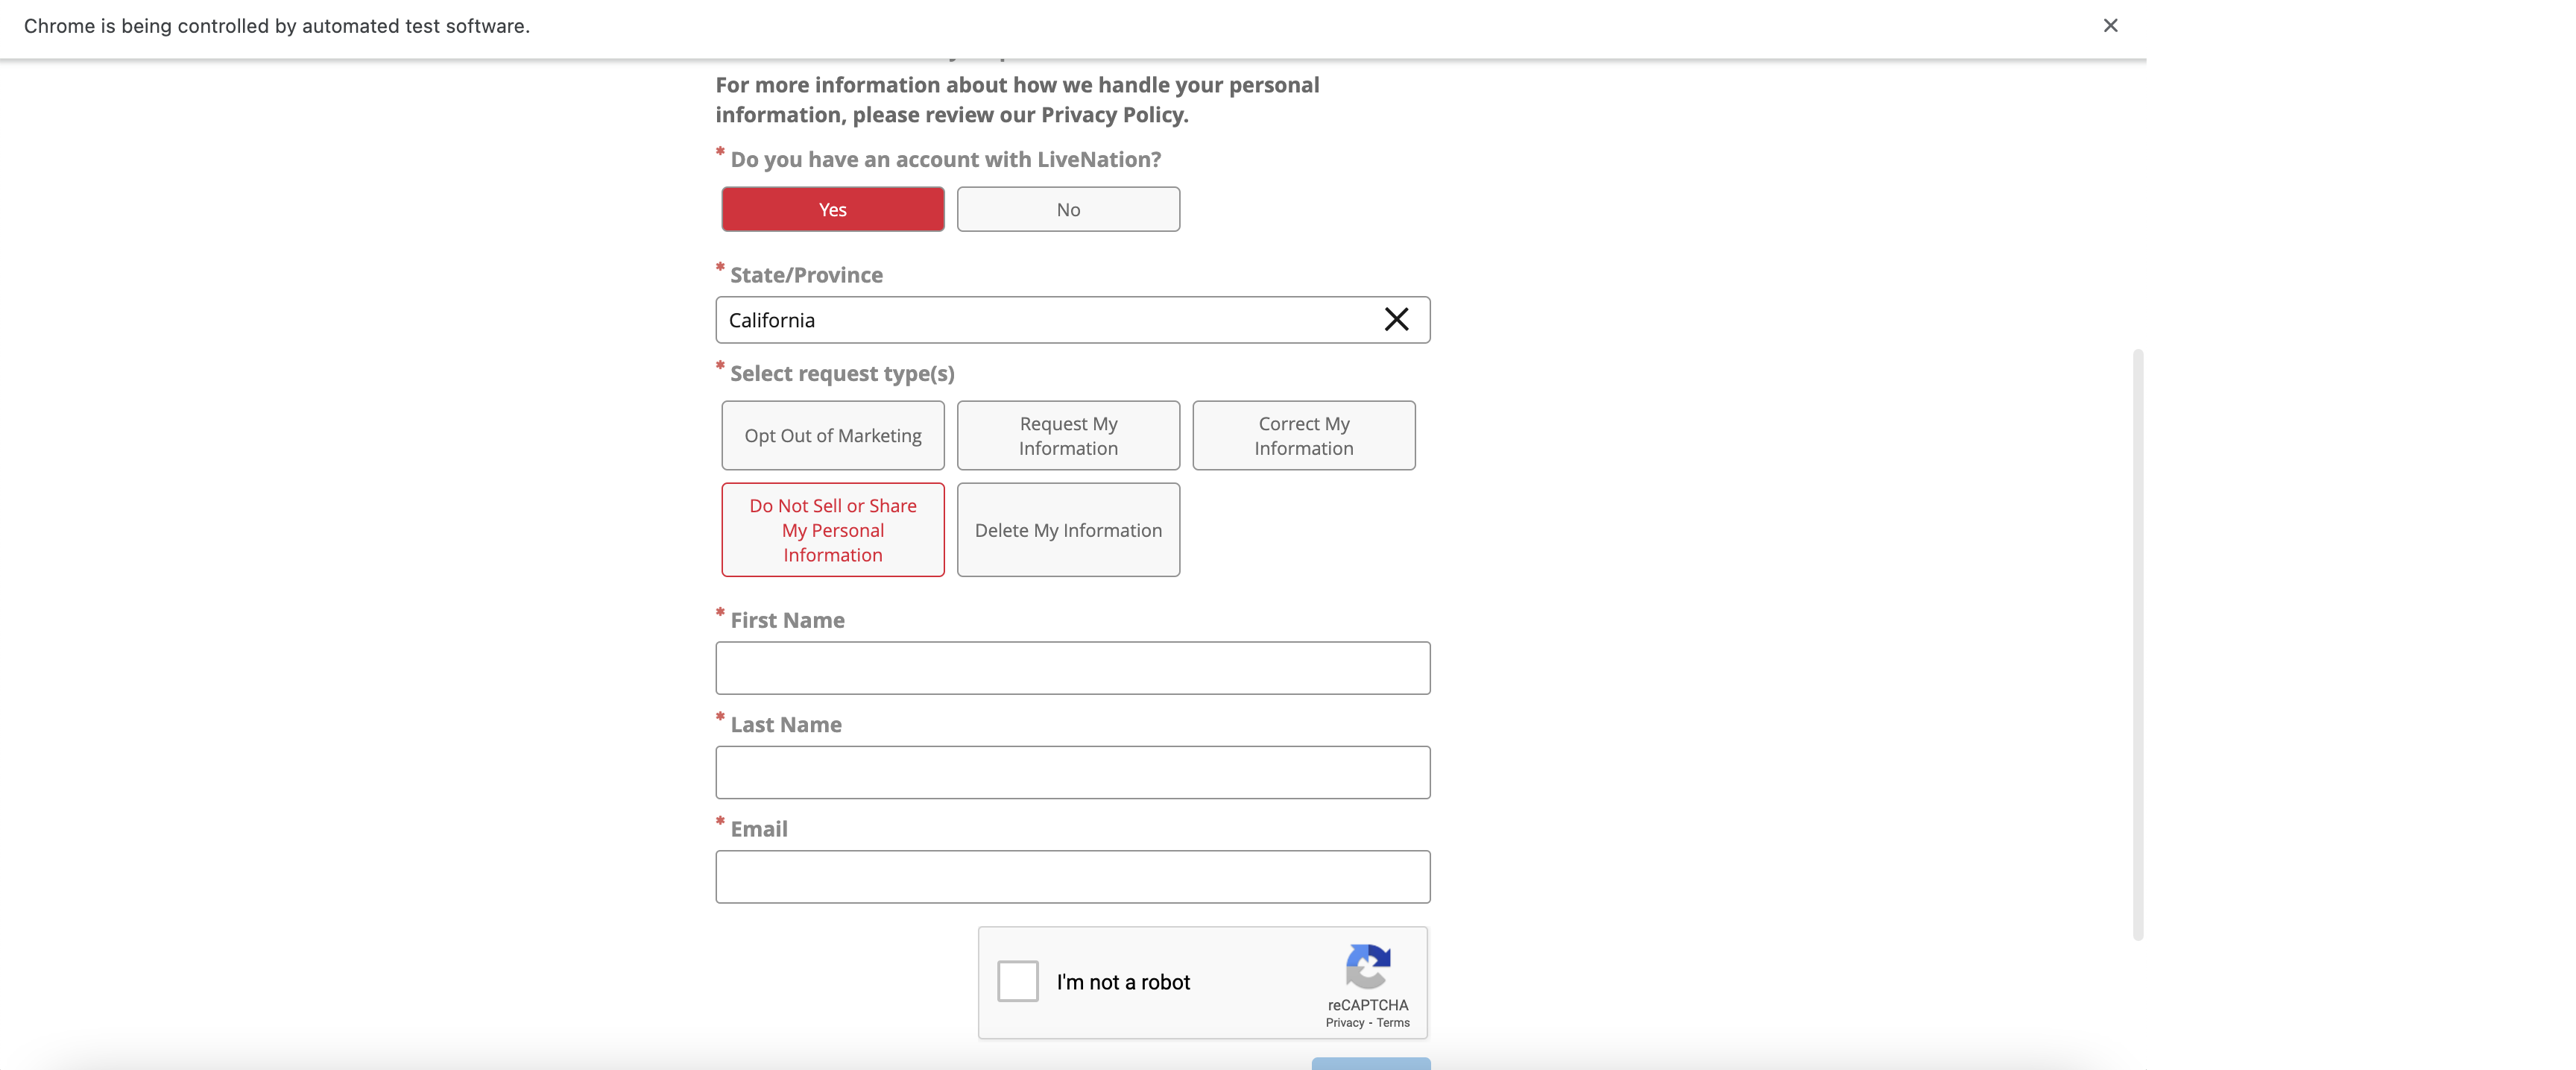 Chrome is being controlled by automated test software.
For more information about how we handle your personal
information, please review our Privacy Policy.
* Do you have an account with LiveNation?
Yes
No
* State/Province
California
* Select request type(s)
Opt Out of Marketing
Request My
Information
Correct My
Information
Do Not Sell or Share
My Personal
Information
Delete My Information
* First Name
* Last Name
* Email
I'm not a robot
reCAPTCHA
Privacy - Terms